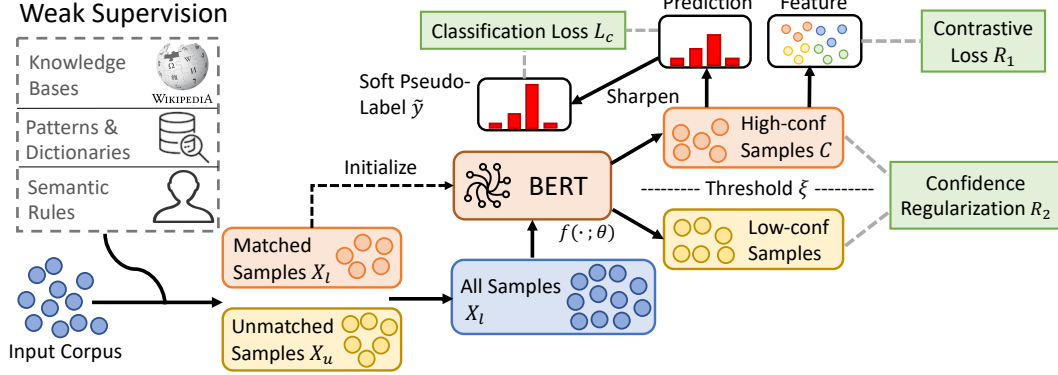 Weak Supervision
Knowledge
Bases
WIKIPEDIA
Patterns &
Dictionaries
Semantic
Rules
Input Corpus
Matched
Samples X_l
Unmatched
Samples X_u
Initialize
All Samples
X_l
BERT
f(·;θ)
Classification Loss L_c
Soft Pseudo-
Label ỹ
Sharpen
Prediction
Feature
Contrastive
Loss R_1
High-conf
Samples C
Threshold ξ
Low-conf
Samples
Confidence
Regularization R_2